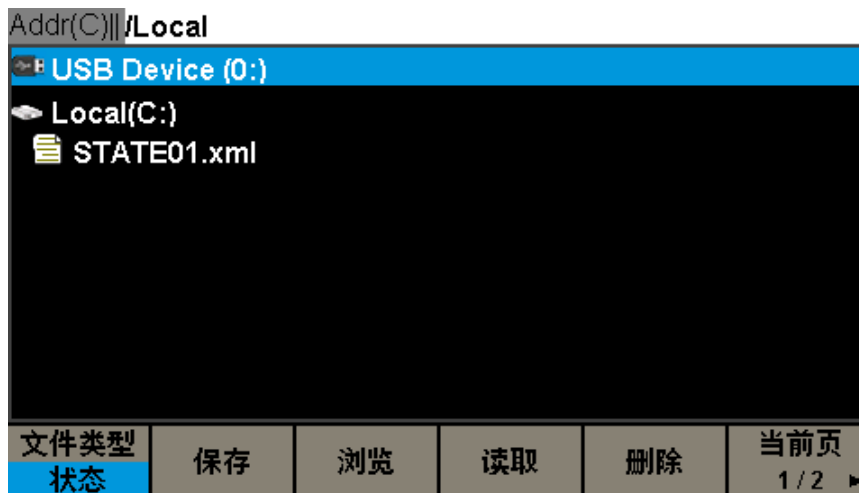 Addr(C)|| /Local
USB Device (0:)
Local(C:)
STATE01.xml
文件类型
状态
保存
浏览
读取
删除
当前页
1/2